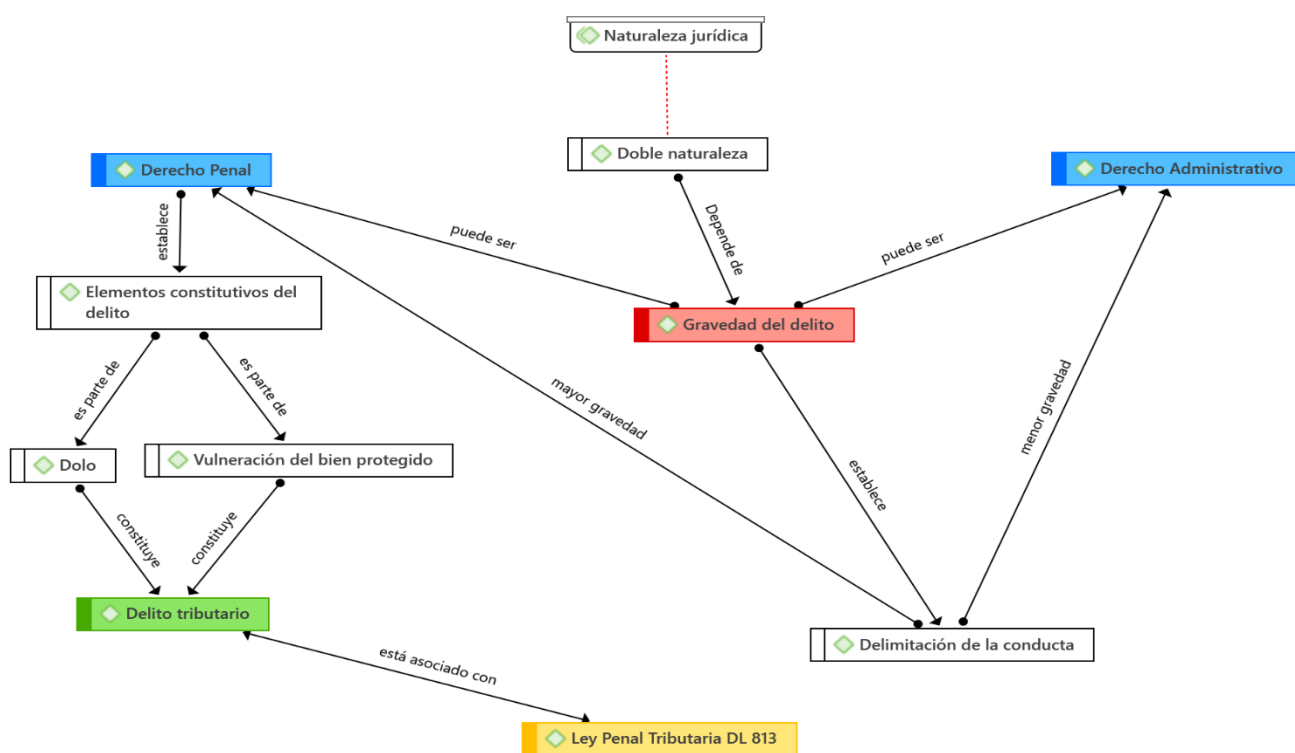 Naturaleza jurídica
Doble naturaleza
Derecho Penal
Derecho Administrativo
establece
puede ser
Depende de
puede ser
Elementos constitutivos del
delito
Gravedad del delito
es parte de
es parte de
mayor gravedad
menor gravedad
Dolo
Vulneración del bien protegido
establece
constituye
constituye
Delito tributario
Delimitación de la conducta
está asociado con
Ley Penal Tributaria DL 813